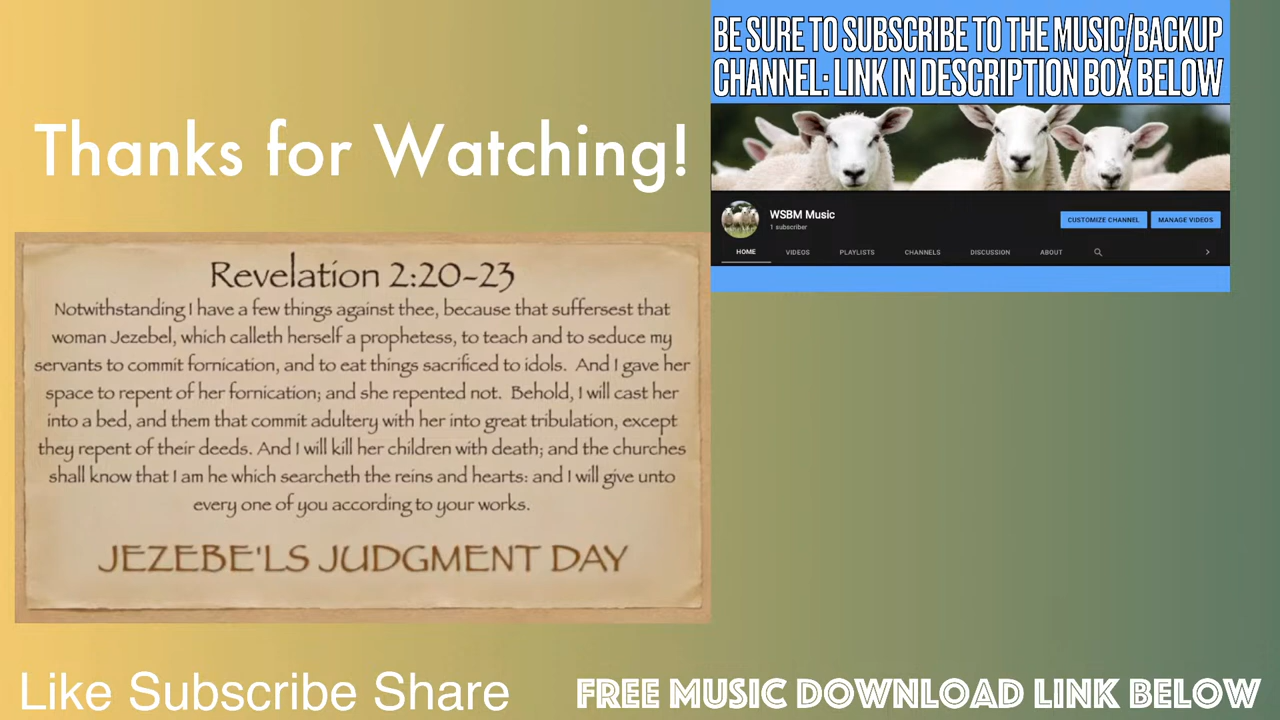 BE SURE TO SUBSCRIBE TO THE MUSIC/BACKUP
CHANNEL: LINK IN DESCRIPTION BOX BELOW
Thanks for Watching!
WSBM Music
1 subscriber
CUSTOMIZE CHANNEL
MANAGE VIDEOS
HOME VIDEOS PLAYLISTS CHANNELS DISCUSSION ABOUT
Revelation 2:20-23
Notwithstanding I have a few things against thee, because that suffersest that
woman Jezebel, which calleth herself a prophetess, to teach and to seduce my
servants to commit fornication, and to eat things sacrificed to idols. And I gave her
space to repent of her fornication; and she repented not. Behold, I will cast her
into a bed, and them that commit adultery with her into great tribulation, except
they repent of their deeds. And I will kill her children with death; and the churches
shall know that I am he which searcheth the reins and hearts: and I will give unto
every one of you according to your works.
JEZEBE'LS JUDGMENT DAY
Like Subscribe Share
FREE MUSIC DOWNLOAD LINK BELOW